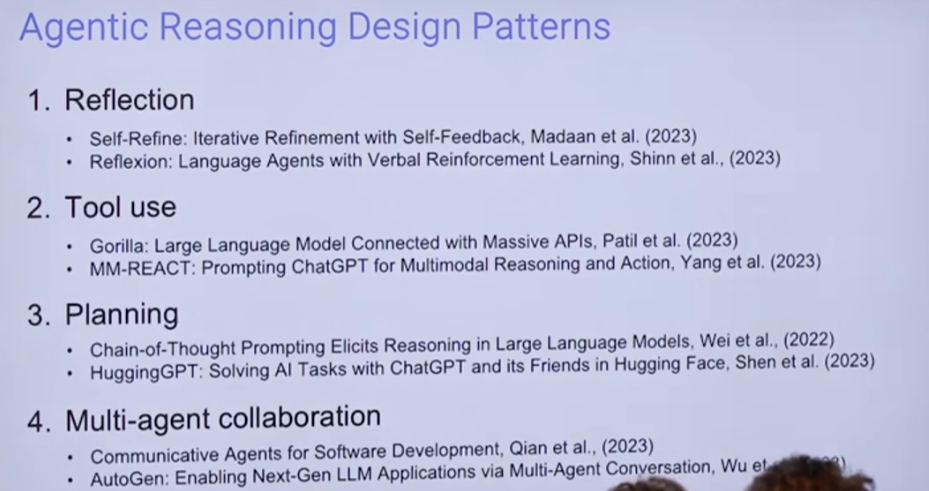 Agentic Reasoning Design Patterns
1. Reflection
• Self-Refine: Iterative Refinement with Self-Feedback, Madaan et al. (2023)
• Reflexion: Language Agents with Verbal Reinforcement Learning, Shinn et al., (2023)
2. Tool use
• Gorilla: Large Language Model Connected with Massive APIs, Patil et al. (2023)
• MM-REACT: Prompting ChatGPT for Multimodal Reasoning and Action, Yang et al. (2023)
3. Planning
• Chain-of-Thought Prompting Elicits Reasoning in Large Language Models, Wei et al., (2022)
• HuggingGPT: Solving AI Tasks with ChatGPT and its Friends in Hugging Face, Shen et al. (2023)
4. Multi-agent collaboration
• Communicative Agents for Software Development, Qian et al., (2023)
• AutoGen: Enabling Next-Gen LLM Applications via Multi-Agent Conversation, Wu et